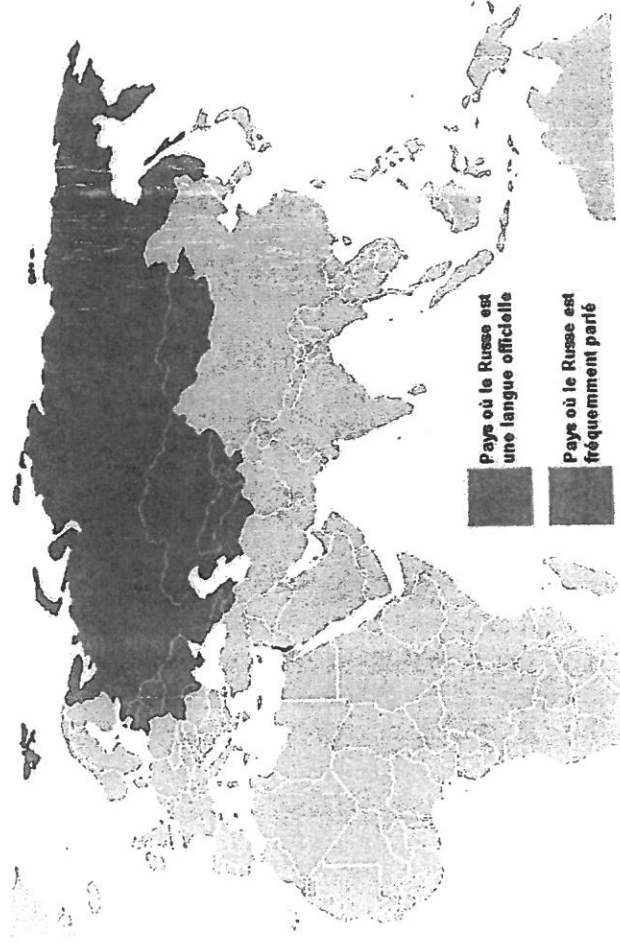 Pays où le Russe est
une langue officielle
Pays où le Russe est
fréquemment parlé